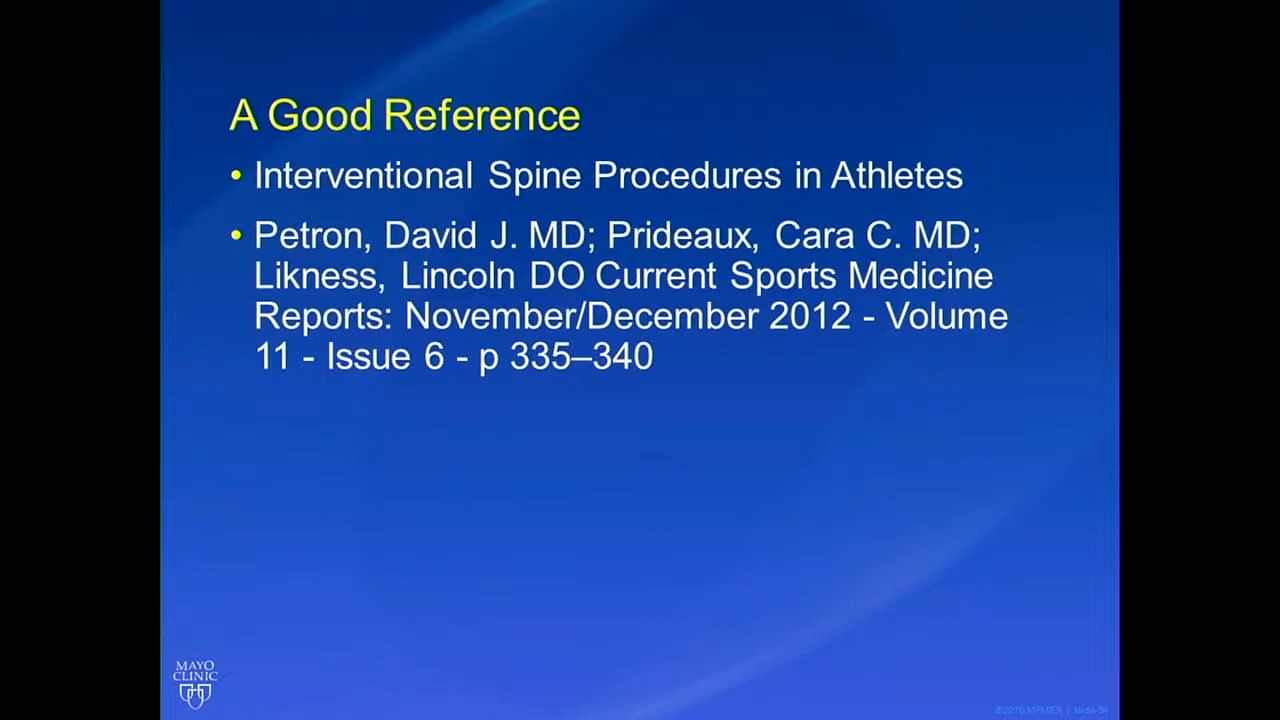 A Good Reference
• Interventional Spine Procedures in Athletes
• Petron, David J. MD; Prideaux, Cara C. MD;
Likness, Lincoln DO Current Sports Medicine
Reports: November/December 2012 - Volume
11 - Issue 6 - p 335–340
MAYO
CLINIC